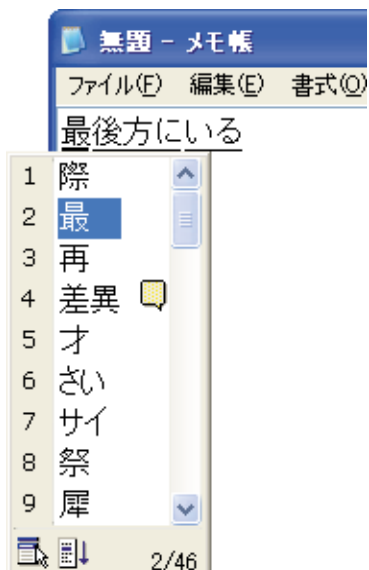 無題 - メモ帳
ファイル(F) 編集(E) 書式(O)
最後方にいる
1 際
2 最
3 再
4 差異
5 才
6 さい
7 サイ
8 祭
9 犀
2/46